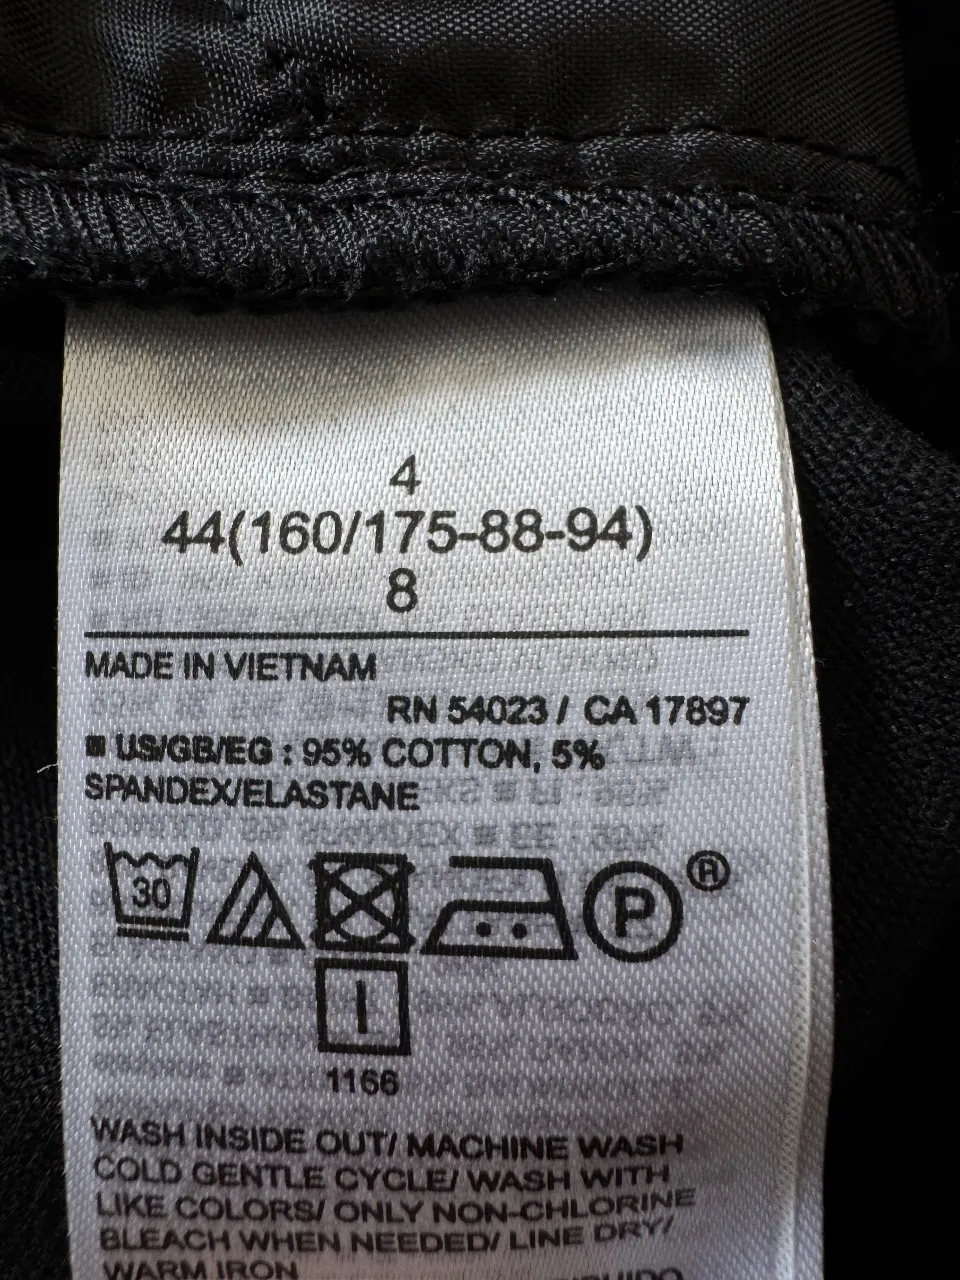 4
44(160/175-88-94)
8
MADE IN VIETNAM
RN 54023 / CA 17897
US/GB/EG : 95% COTTON, 5%
SPANDEX/ELASTANE
30
P
®
1166
WASH INSIDE OUT/ MACHINE WASH
COLD GENTLE CYCLE/ WASH WITH
LIKE COLORS/ ONLY NON-CHLORINE
BLEACH WHEN NEEDED/ LINE DRY/
WARM IRON